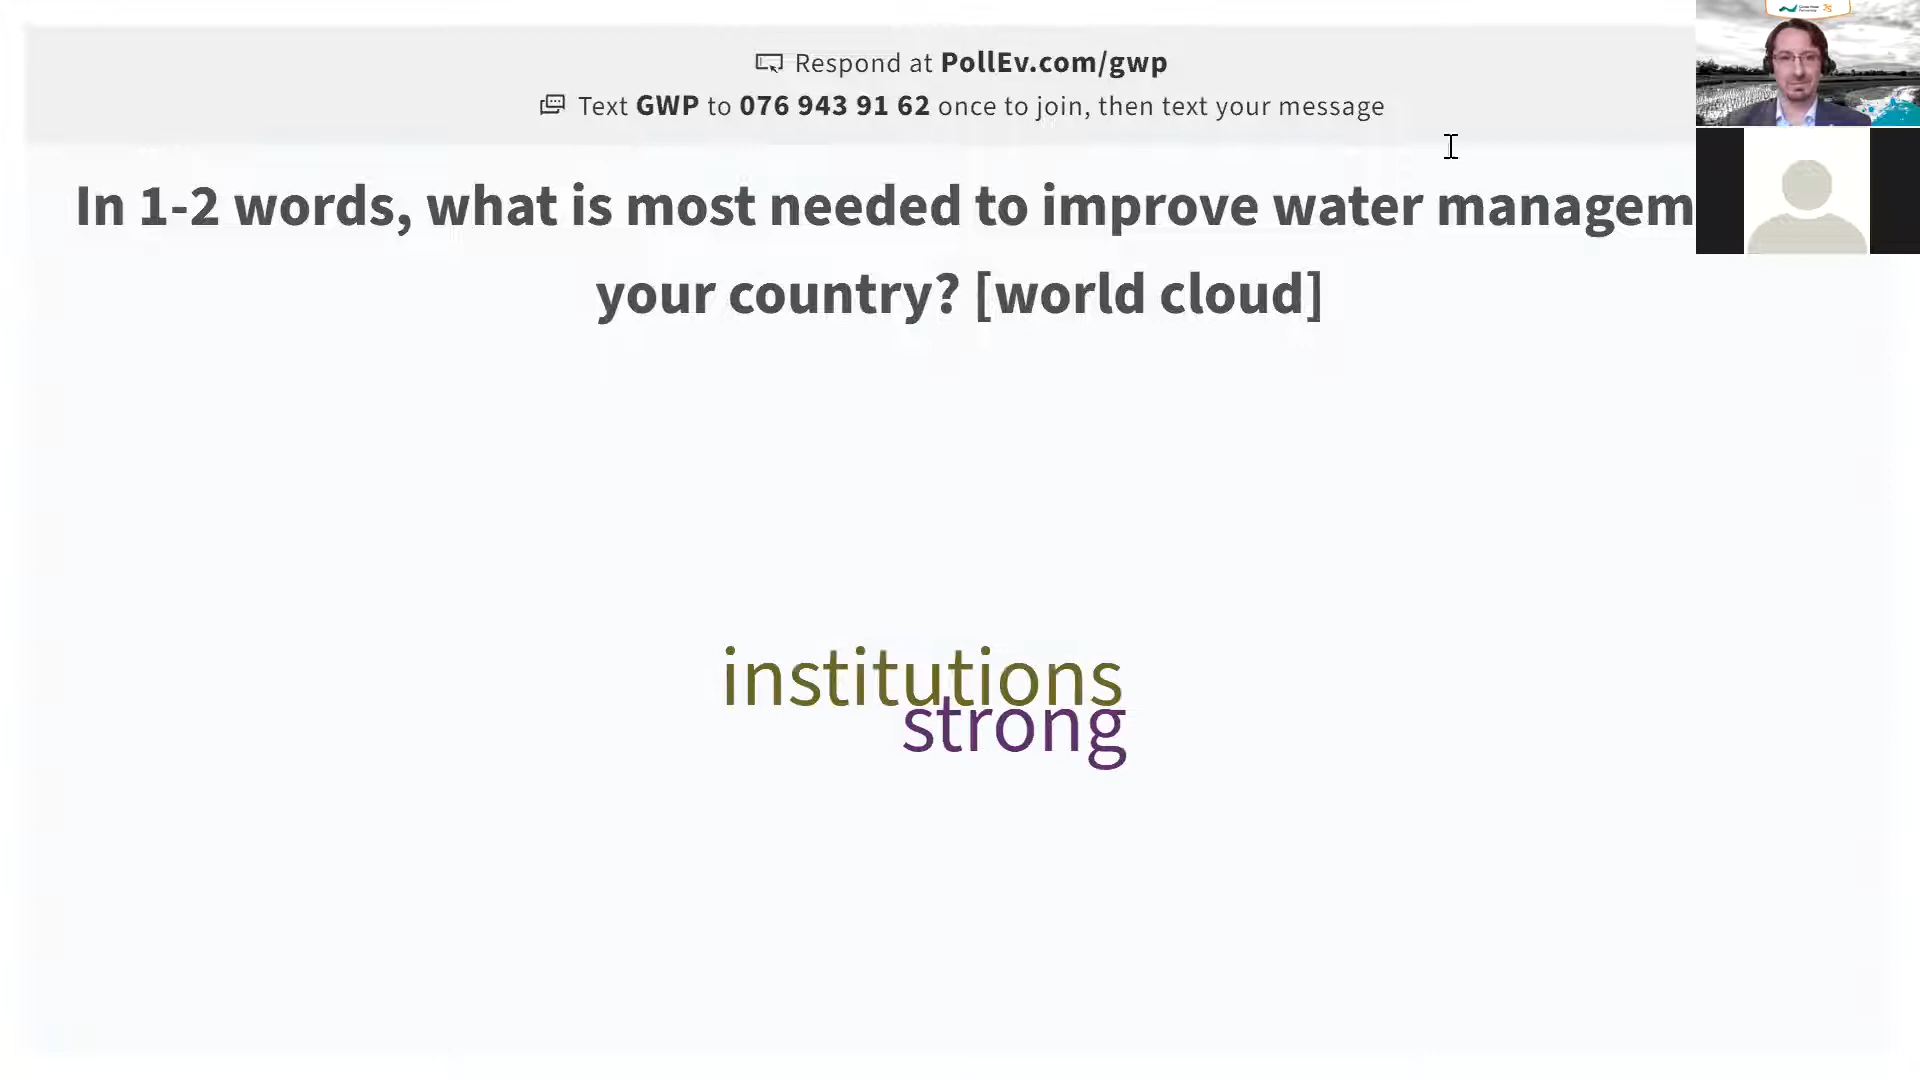 Respond at PollEv.com/gwp
Text GWP to 076 943 91 62 once to join, then text your message
In 1-2 words, what is most needed to improve water managem
your country? [world cloud]
institutions
strong